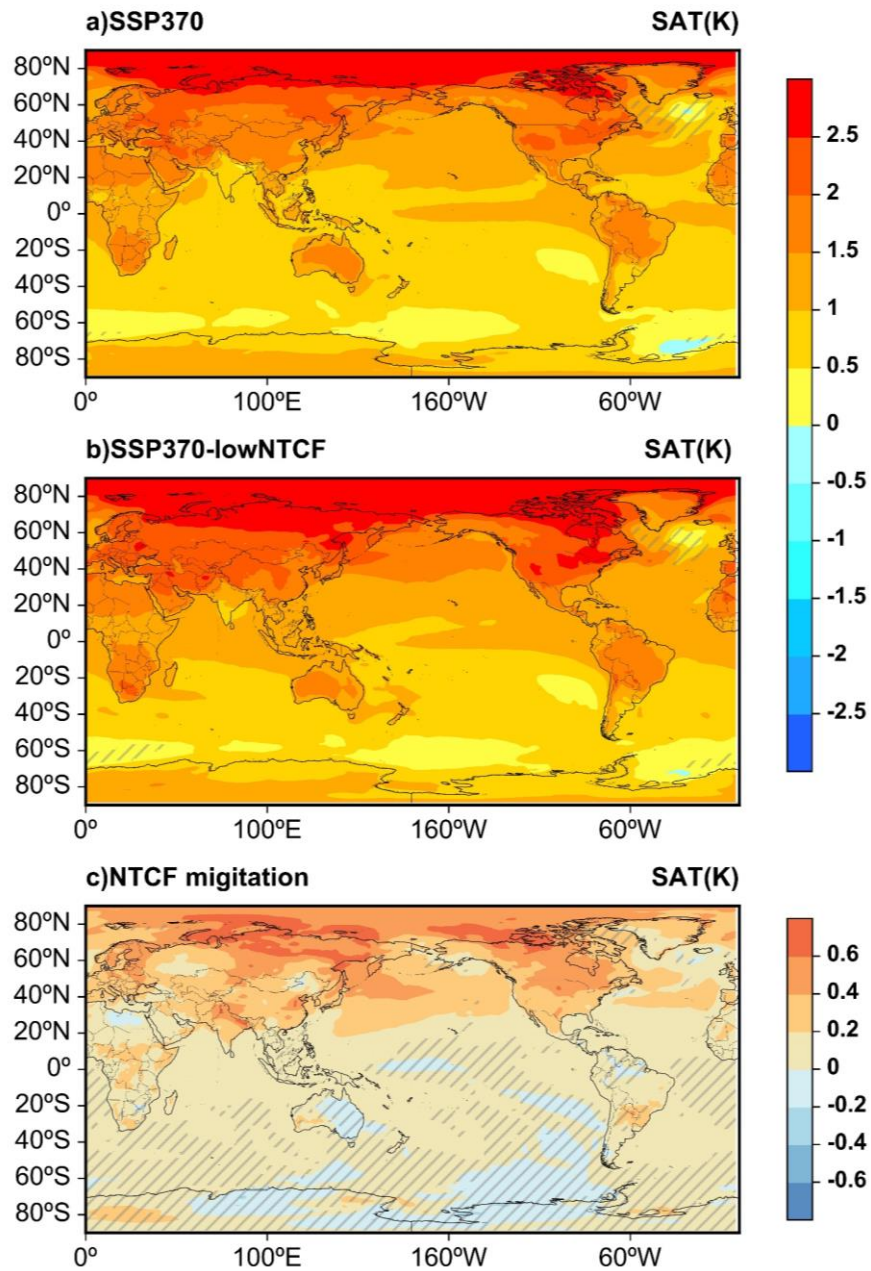 a)SSP370 SAT(K)
80ºN
60ºN
40ºN
20ºN
0º
20ºS
40ºS
60ºS
80ºS
0º 100ºE 160ºW 60ºW
2.5
2
1.5
1
0.5
0
-0.5
-1
-1.5
-2
-2.5
b)SSP370-lowNTCF SAT(K)
80ºN
60ºN
40ºN
20ºN
0º
20ºS
40ºS
60ºS
80ºS
0º 100ºE 160ºW 60ºW
c)NTCF migitation SAT(K)
80ºN
60ºN
40ºN
20ºN
0º
20ºS
40ºS
60ºS
80ºS
0º 100ºE 160ºW 60ºW
0.6
0.4
0.2
0
-0.2
-0.4
-0.6